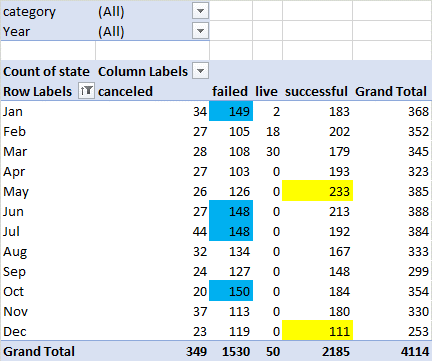 category (All)
Year (All)
Count of state Column Labels
Row Labels canceled failed live successful Grand Total
Jan 34 149 2 183 368
Feb 27 105 18 202 352
Mar 28 108 30 179 345
Apr 27 103 0 193 323
May 26 126 0 233 385
Jun 27 148 0 213 388
Jul 44 148 0 192 384
Aug 32 134 0 167 333
Sep 24 127 0 148 299
Oct 20 150 0 184 354
Nov 37 113 0 180 330
Dec 23 119 0 111 253
Grand Total 349 1530 50 2185 4114